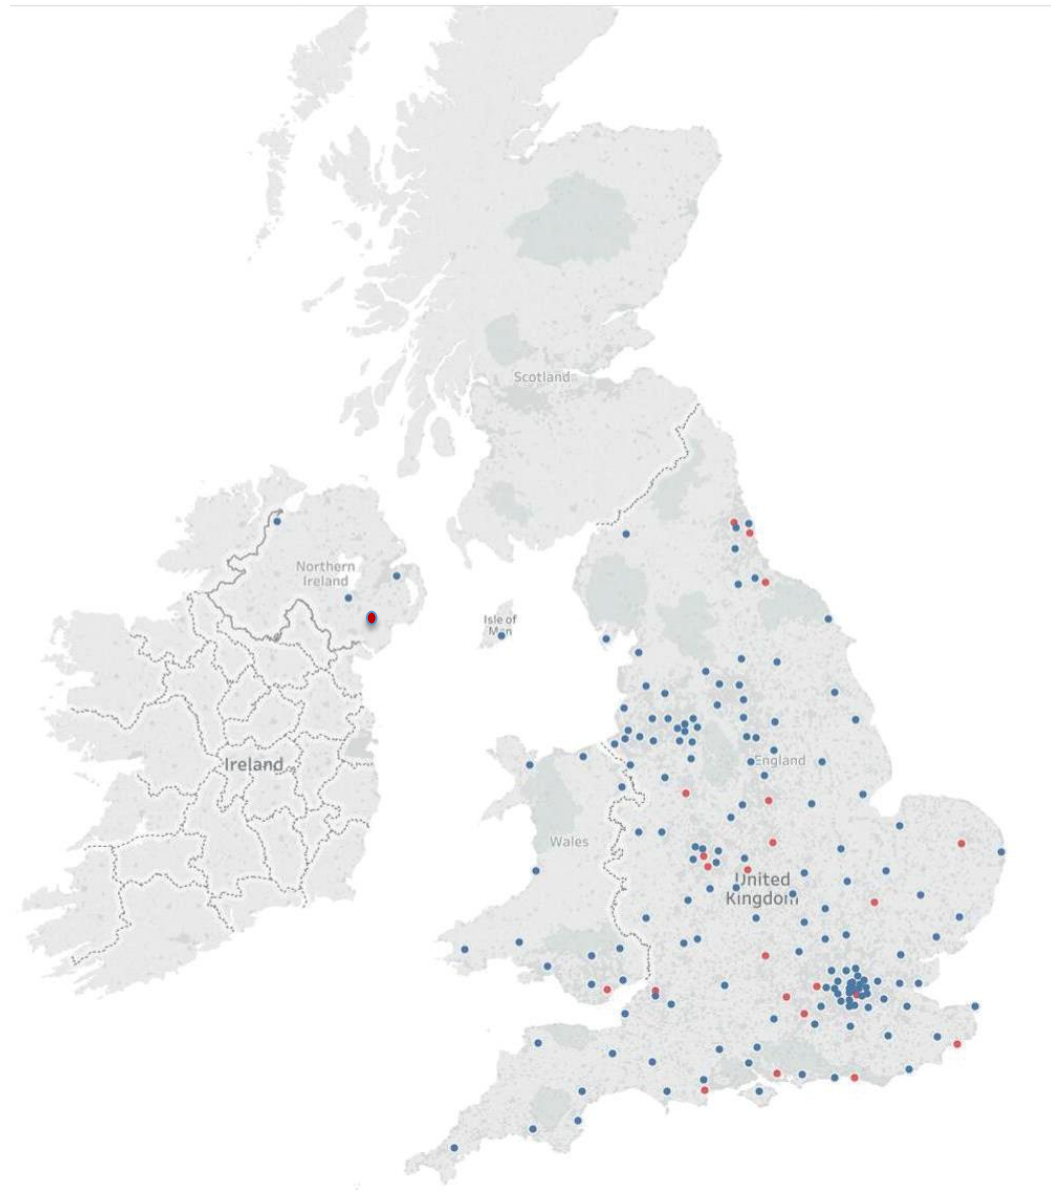 Scotland
Northern
Ireland
Isle of
Man
Ireland
England
Wales
United
Kingdom